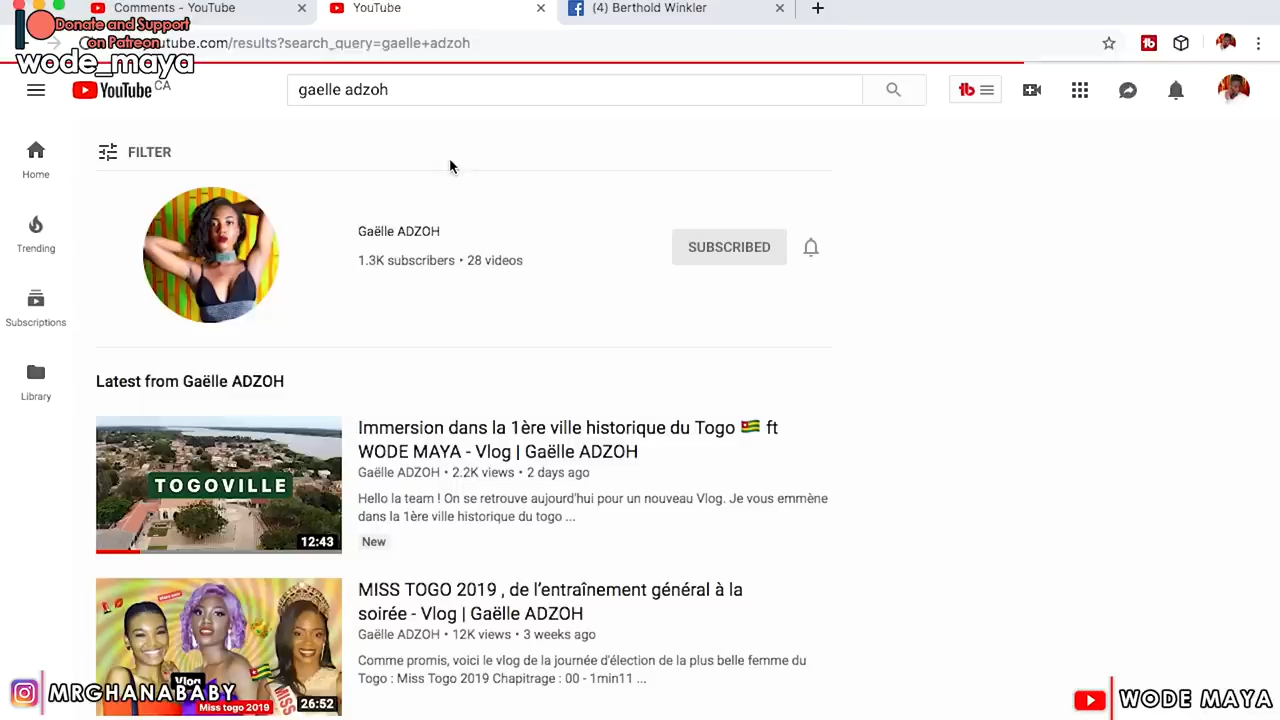 Comments - YouTube
YouTube
(4) Berthold Winkler
Donate and Support
on Patreon
utube.com/results?search_query=gaelle+adzoh
wode_maya
YouTube CA
gaelle adzoh
FILTER
Home
Trending
Subscriptions
Library
Gaëlle ADZOH
1.3K subscribers • 28 videos
SUBSCRIBED
Latest from Gaëlle ADZOH
TOGOVILLE
12:43
Immersion dans la 1ère ville historique du Togo 🇹🇬 ft
WODE MAYA - Vlog | Gaëlle ADZOH
Gaëlle ADZOH • 2.2K views • 2 days ago
Hello la team ! On se retrouve aujourd'hui pour un nouveau Vlog. Je vous emmène
dans la 1ère ville historique du togo ...
New
MISS TOGO 2019 , de l’entraînement général à la
soirée - Vlog | Gaëlle ADZOH
Gaëlle ADZOH • 12K views • 3 weeks ago
Comme promis, voici le vlog de la journée d'élection de la plus belle femme du
Togo : Miss Togo 2019 Chapitrage : 00 - 1min11 ...
Vlog
MISS
Miss togo 2019
26:52
MRGHANABABY
WODE MAYA